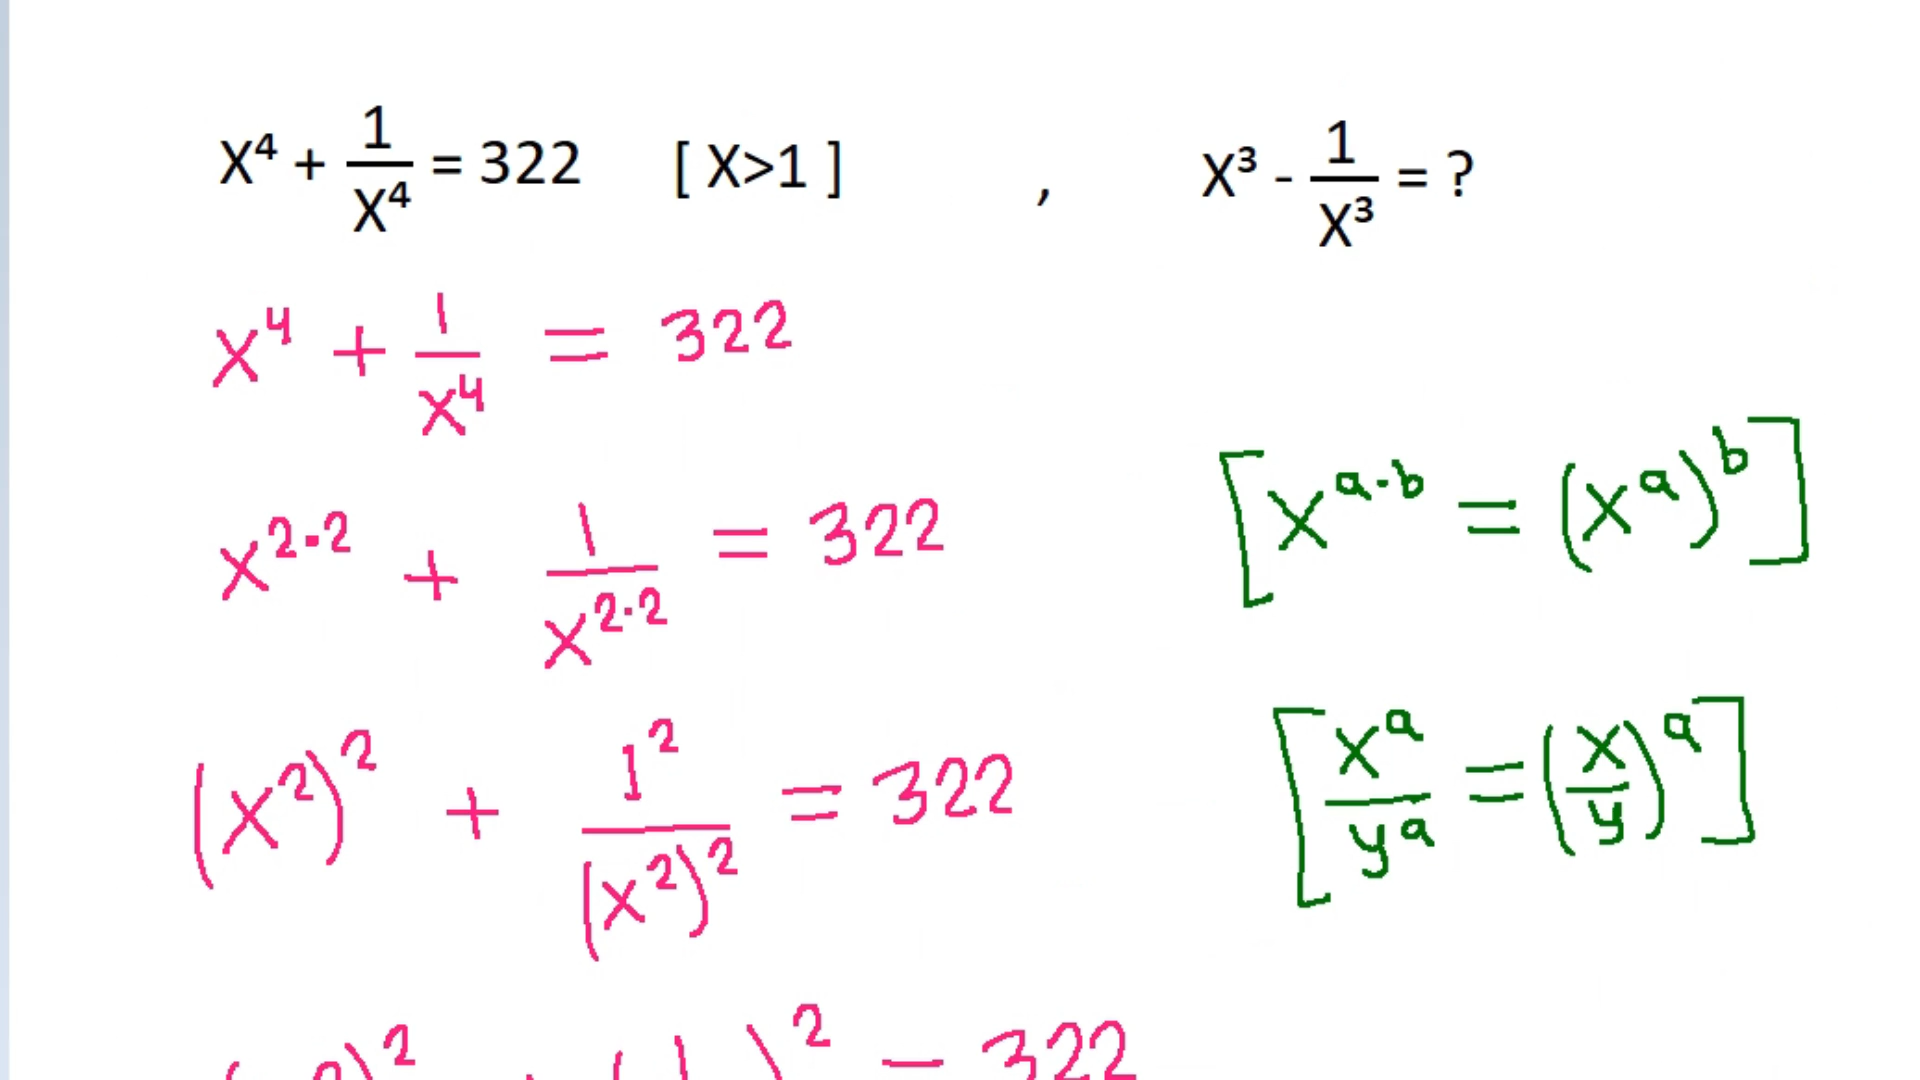 X⁴ + 1/X⁴ = 322 [ X>1 ] , X³ - 1/X³ = ?
x⁴ + 1/x⁴ = 322
[x^(a·b) = (x^a)^b]
x^(2·2) + 1/x^(2·2) = 322
(x²)² + 1²/(x²)² = 322
[x^a/y^a = (x/y)^a]